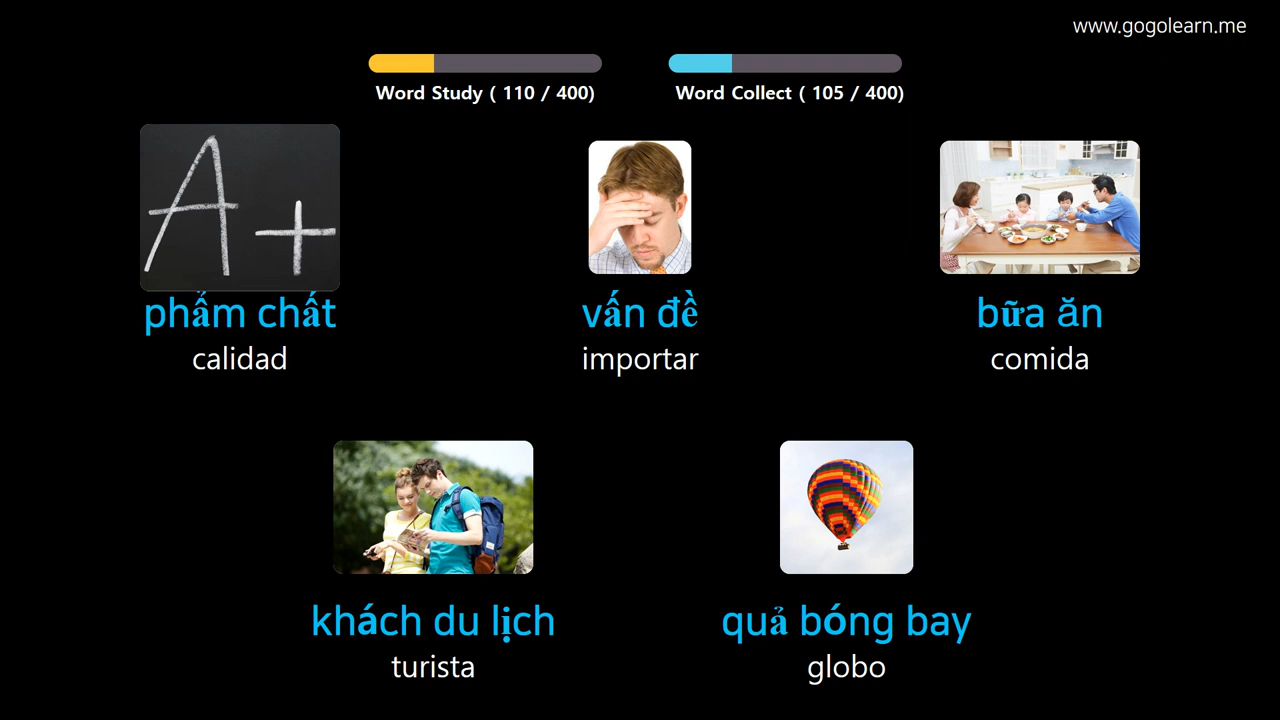 www.gogolearn.me
Word Study ( 110 / 400)
Word Collect ( 105 / 400)
A+
phẩm chất
calidad
vấn đề
importar
bữa ăn
comida
khách du lịch
turista
quả bóng bay
globo